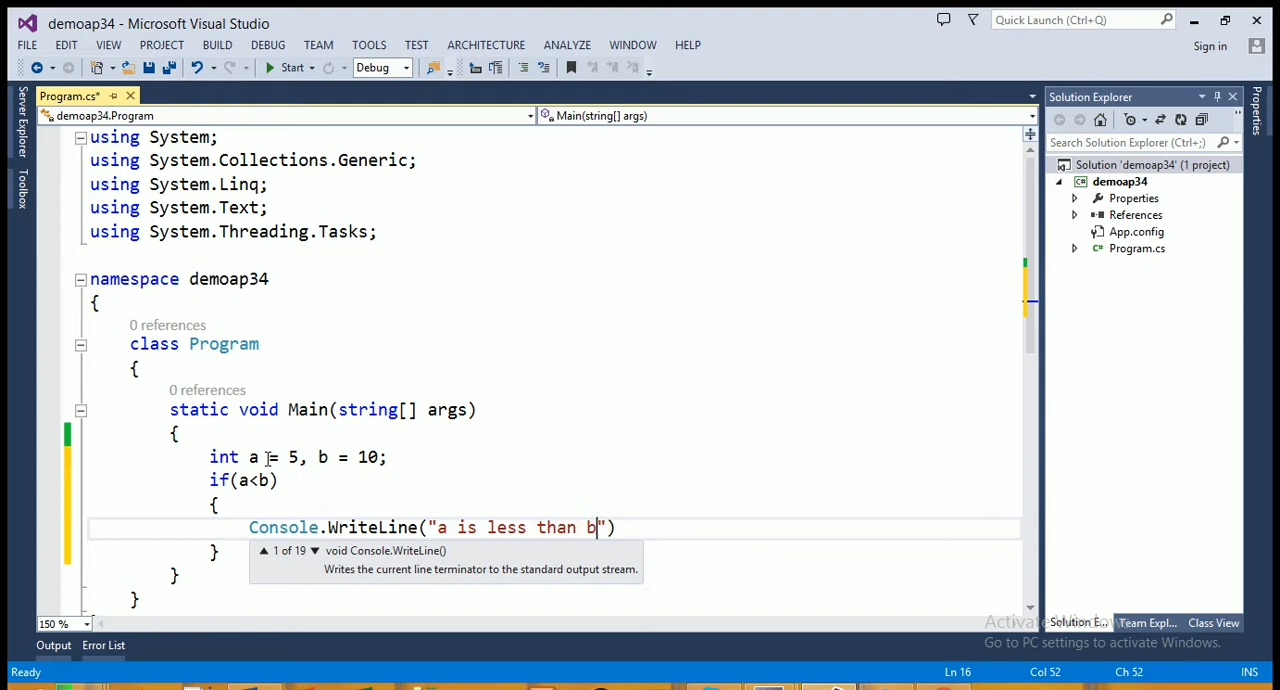 demoap34 - Microsoft Visual Studio
Quick Launch (Ctrl+Q)
FILE EDIT VIEW PROJECT BUILD DEBUG TEAM TOOLS TEST ARCHITECTURE ANALYZE WINDOW HELP
Sign in
Start Debug
Server Explorer
Toolbox
Program.cs*
demoap34.Program
Main(string[] args)
using System;
using System.Collections.Generic;
using System.Linq;
using System.Text;
using System.Threading.Tasks;
namespace demoap34
{
0 references
class Program
{
0 references
static void Main(string[] args)
{
int a = 5, b = 10;
if(a<b)
{
Console.WriteLine("a is less than b")
1 of 19 void Console.WriteLine()
Writes the current line terminator to the standard output stream.
}
}
}
150 %
Solution Explorer
Search Solution Explorer (Ctrl+;)
Solution 'demoap34' (1 project)
demoap34
Properties
References
App.config
Program.cs
Properties
Activate Windows
Go to PC settings to activate Windows.
Solution E... Team Expl... Class View
Output Error List
Ready Ln 16 Col 52 Ch 52 INS